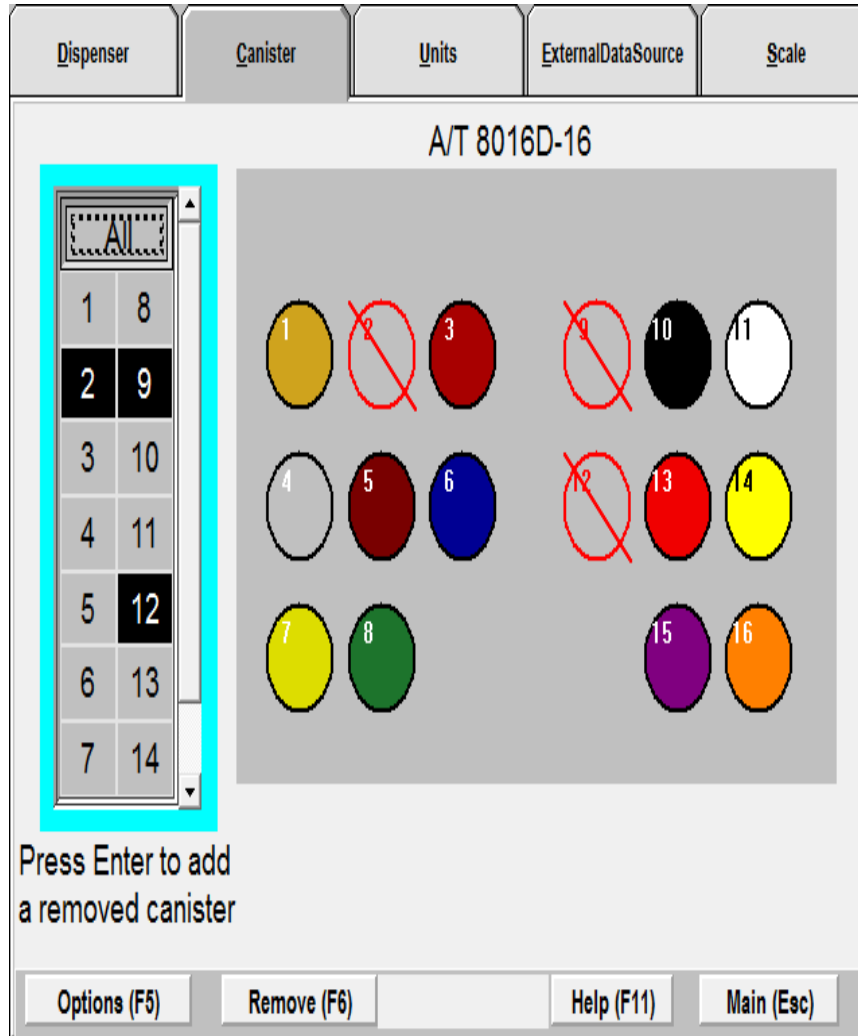 Dispenser Canister Units ExternalDataSource Scale
A/T 8016D-16
All
1 8
2 9
3 10
4 11
5 12
6 13
7 14
1 2 3 9 10 11
4 5 6 12 13 14
7 8 15 16
Press Enter to add
a removed canister
Options (F5) Remove (F6) Help (F11) Main (Esc)